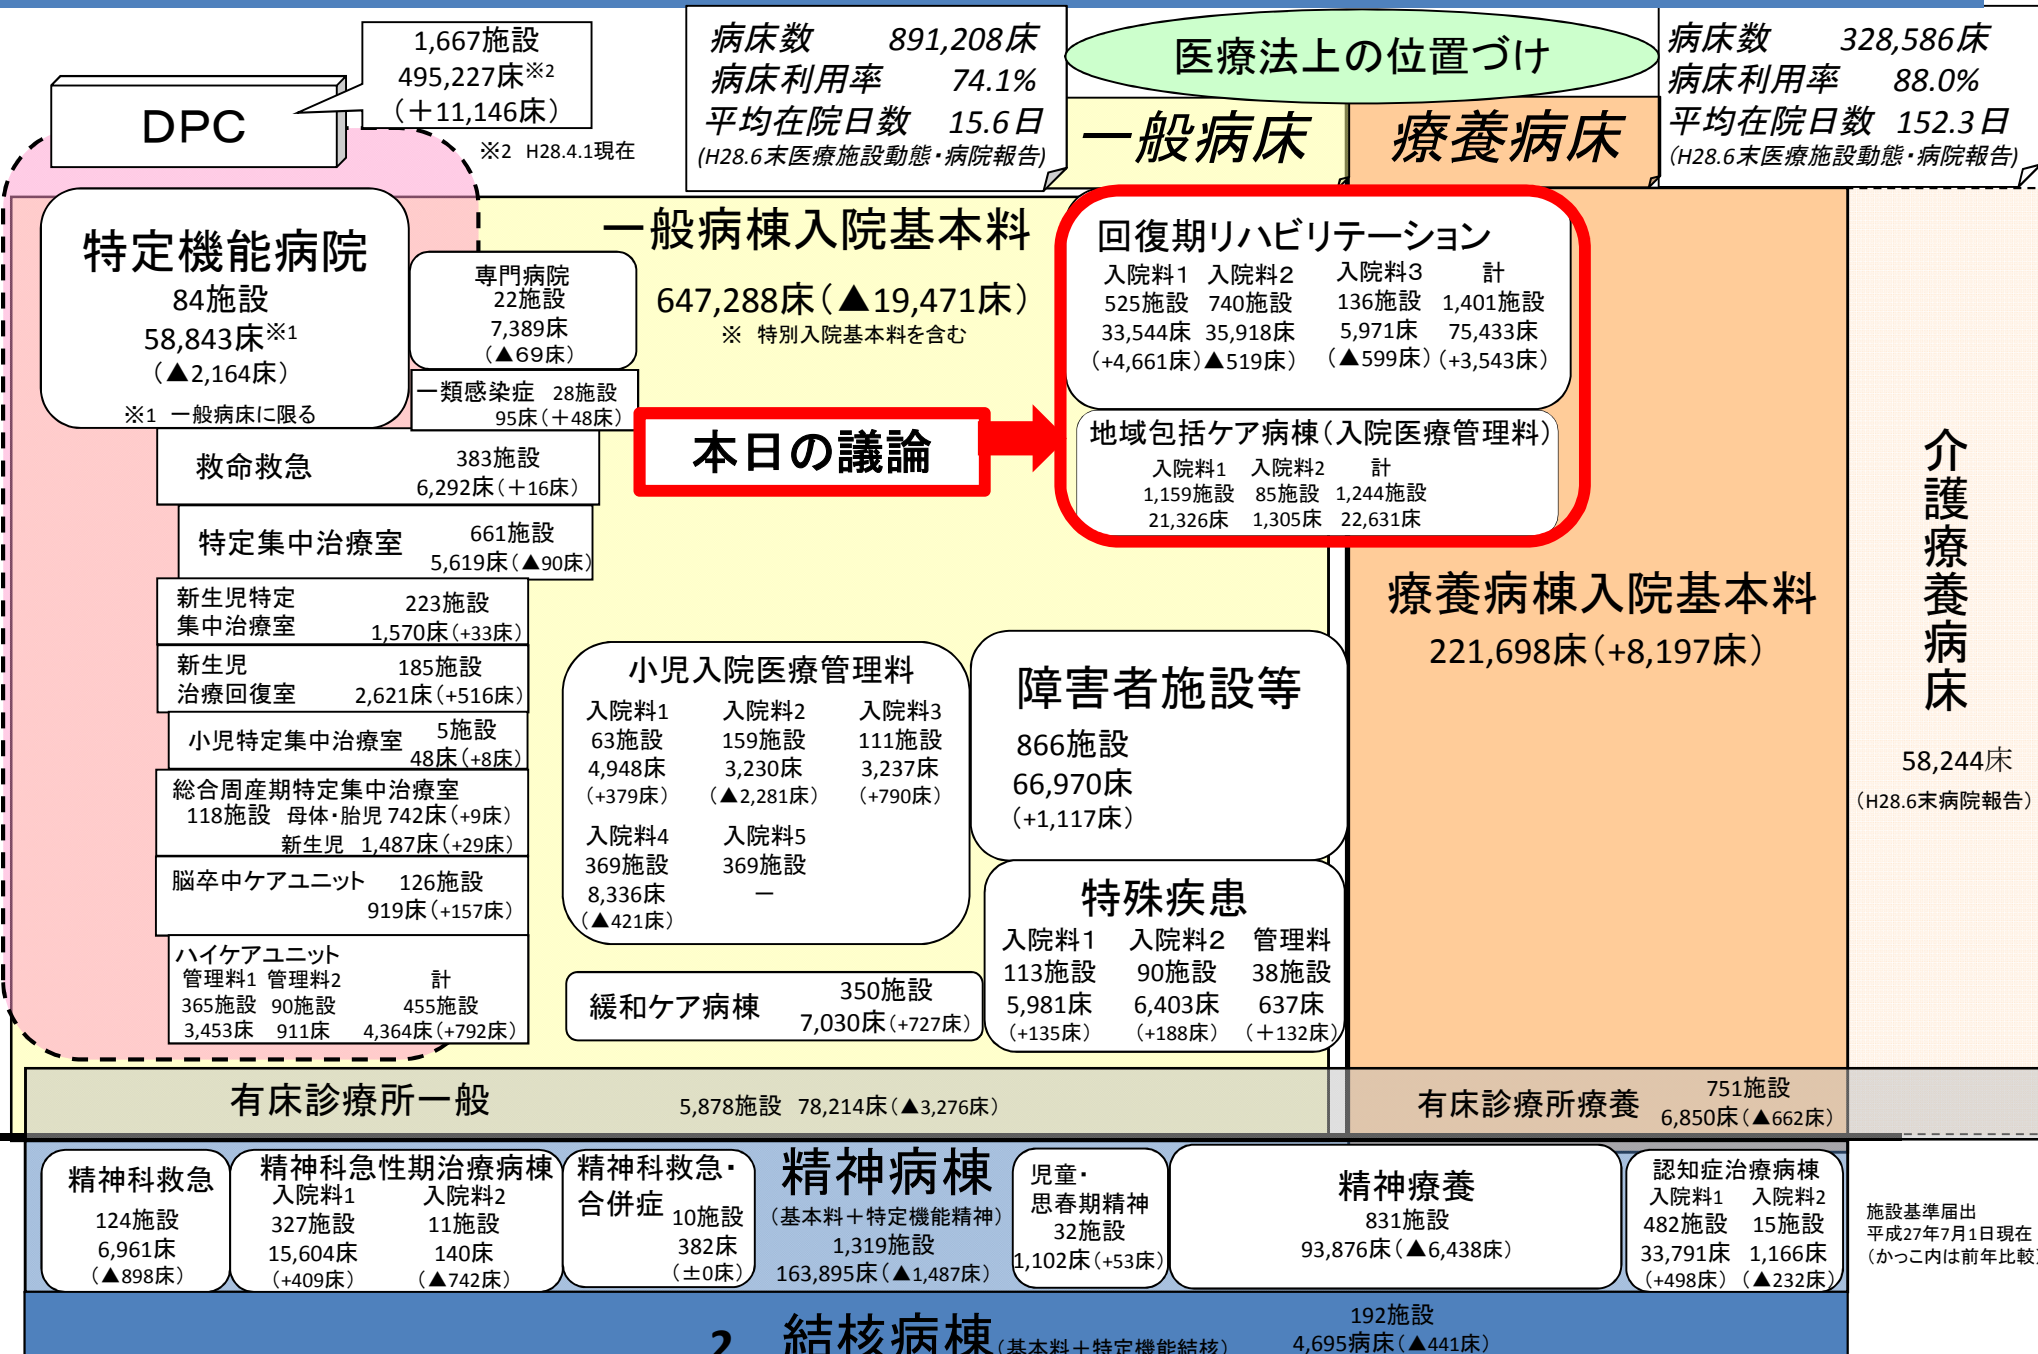 1,667施設
495,227床※2
（＋11,146床）
DPC
※2 H28.4.1現在
病床数 891,208床
病床利用率 74.1%
平均在院日数 15.6日
(H28.6末医療施設動態・病院報告)
医療法上の位置づけ
一般病床
療養病床
病床数 328,586床
病床利用率 88.0%
平均在院日数 152.3日
(H28.6末医療施設動態・病院報告)
特定機能病院
84施設
58,843床※1
（▲2,164床）
※1 一般病床に限る
専門病院
22施設
7,389床
（▲69床）
一類感染症 28施設
95床（＋48床）
一般病棟入院基本料
647,288床（▲19,471床）
※ 特別入院基本料を含む
本日の議論
回復期リハビリテーション
入院料1 入院料2 入院料3 計
525施設 740施設 136施設 1,401施設
33,544床 35,918床 5,971床 75,433床
（+4,661床）▲519床） （▲599床） （+3,543床）
地域包括ケア病棟（入院医療管理料）
入院料1 入院料2 計
1,159施設 85施設 1,244施設
21,326床 1,305床 22,631床
救命救急 383施設
6,292床（＋16床）
特定集中治療室 661施設
5,619床（▲90床）
新生児特定
集中治療室
223施設
1,570床（+33床）
新生児
治療回復室
185施設
2,621床（+516床）
小児特定集中治療室 5施設
48床（+8床）
総合周産期特定集中治療室
118施設 母体・胎児 742床（+9床）
新生児 1,487床（+29床）
脳卒中ケアユニット 126施設
919床（+157床）
ハイケアユニット
管理料1 管理料2 計
365施設 90施設 455施設
3,453床 911床 4,364床（+792床）
小児入院医療管理料
入院料1 入院料2 入院料3
63施設 159施設 111施設
4,948床 3,230床 3,237床
（+379床） （▲2,281床） （+790床）
入院料4 入院料5
369施設 369施設
8,336床 －
（▲421床）
緩和ケア病棟 350施設
7,030床（+727床）
障害者施設等
866施設
66,970床
（+1,117床）
特殊疾患
入院料1 入院料2 管理料
113施設 90施設 38施設
5,981床 6,403床 637床
（+135床） （+188床） （＋132床）
療養病棟入院基本料
221,698床（+8,197床）
介護療養病床
58,244床
（H28.6末病院報告）
有床診療所一般 5,878施設 78,214床（▲3,276床）
有床診療所療養 751施設
6,850床（▲662床）
精神科救急
124施設
6,961床
（▲898床）
精神科急性期治療病棟
入院料1 入院料2
327施設 11施設
15,604床 140床
（+409床） （▲742床）
精神科救急・
合併症 10施設
382床
（±0床）
精神病棟
（基本料＋特定機能精神）
1,319施設
163,895床（▲1,487床）
児童・
思春期精神
32施設
1,102床（+53床）
精神療養
831施設
93,876床（▲6,438床）
認知症治療病棟
入院料1 入院料2
482施設 15施設
33,791床 1,166床
（+498床） （▲232床）
施設基準届出
平成27年7月1日現在
（かっこ内は前年比較）
2 結核病棟（基本料＋特定機能結核）
192施設
4,695病床（▲441床）